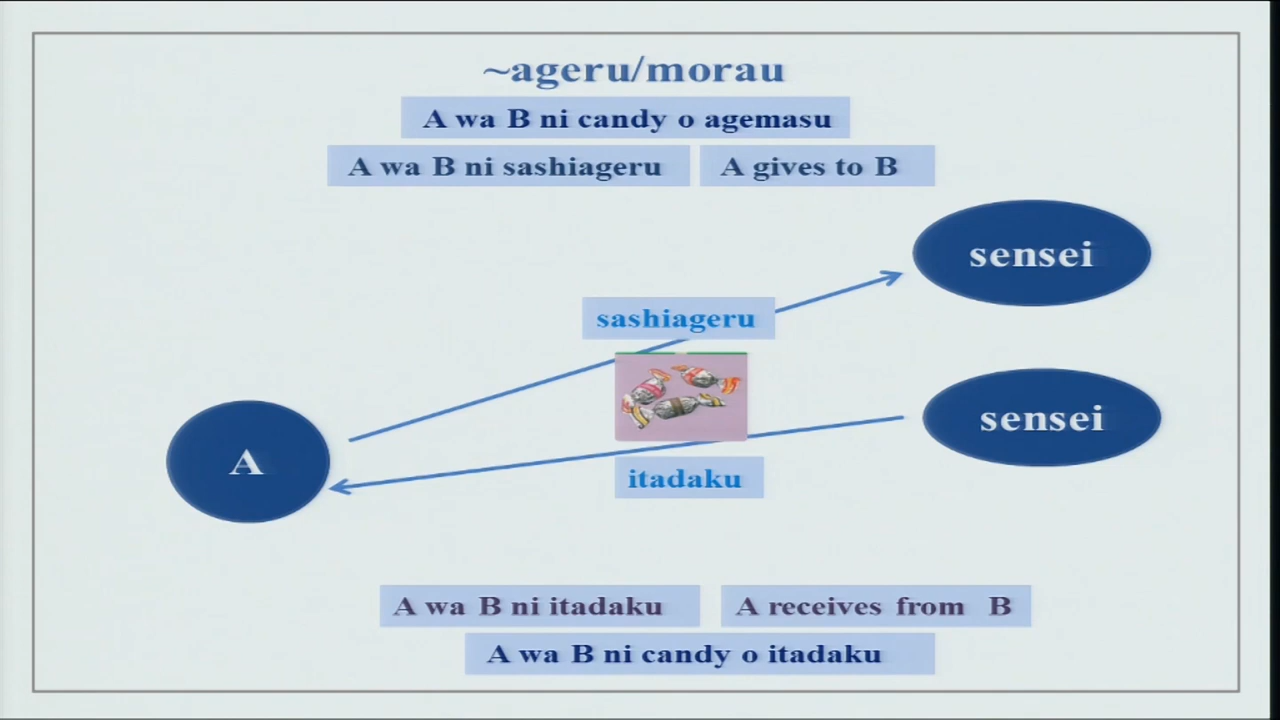 ~ageru/morau
A wa B ni candy o agemasu
A wa B ni sashiageru
A gives to B
sensei
sashiageru
sensei
A
itadaku
A wa B ni itadaku
A receives from B
A wa B ni candy o itadaku